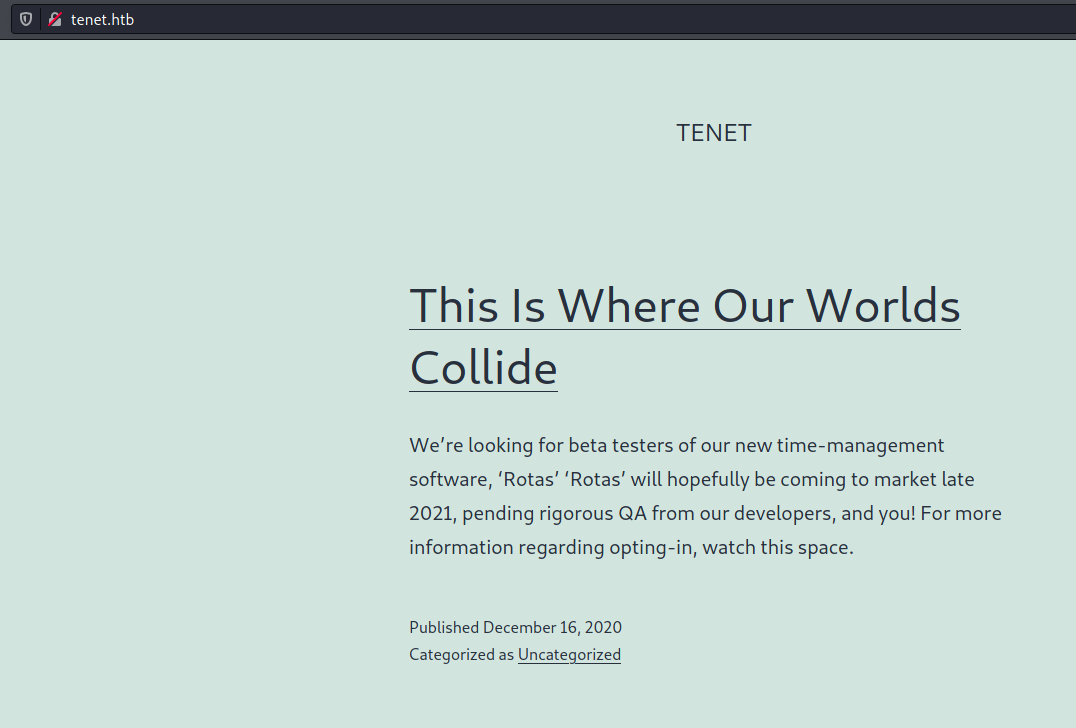 tenet.htb
TENET
This Is Where Our Worlds
Collide
We’re looking for beta testers of our new time-management
software, ‘Rotas’ ‘Rotas’ will hopefully be coming to market late
2021, pending rigorous QA from our developers, and you! For more
information regarding opting-in, watch this space.
Published December 16, 2020
Categorized as Uncategorized